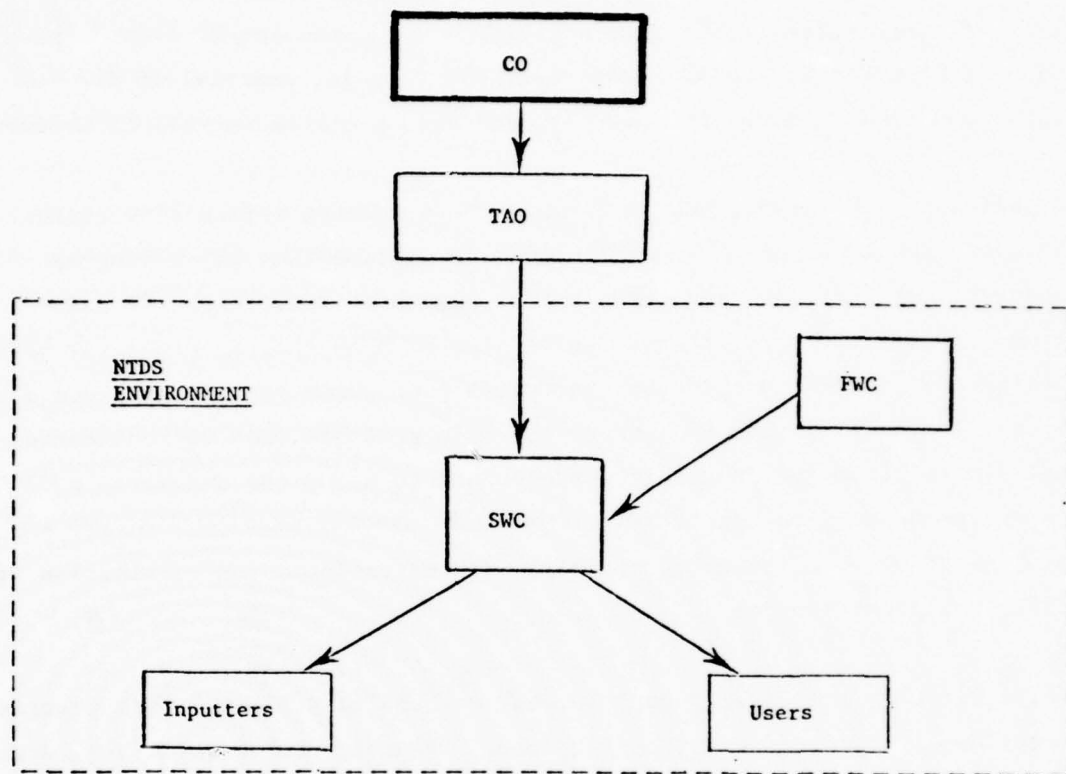 CO
TAO
NTDS
ENVIRONMENT
FWC
SWC
Inputters
Users